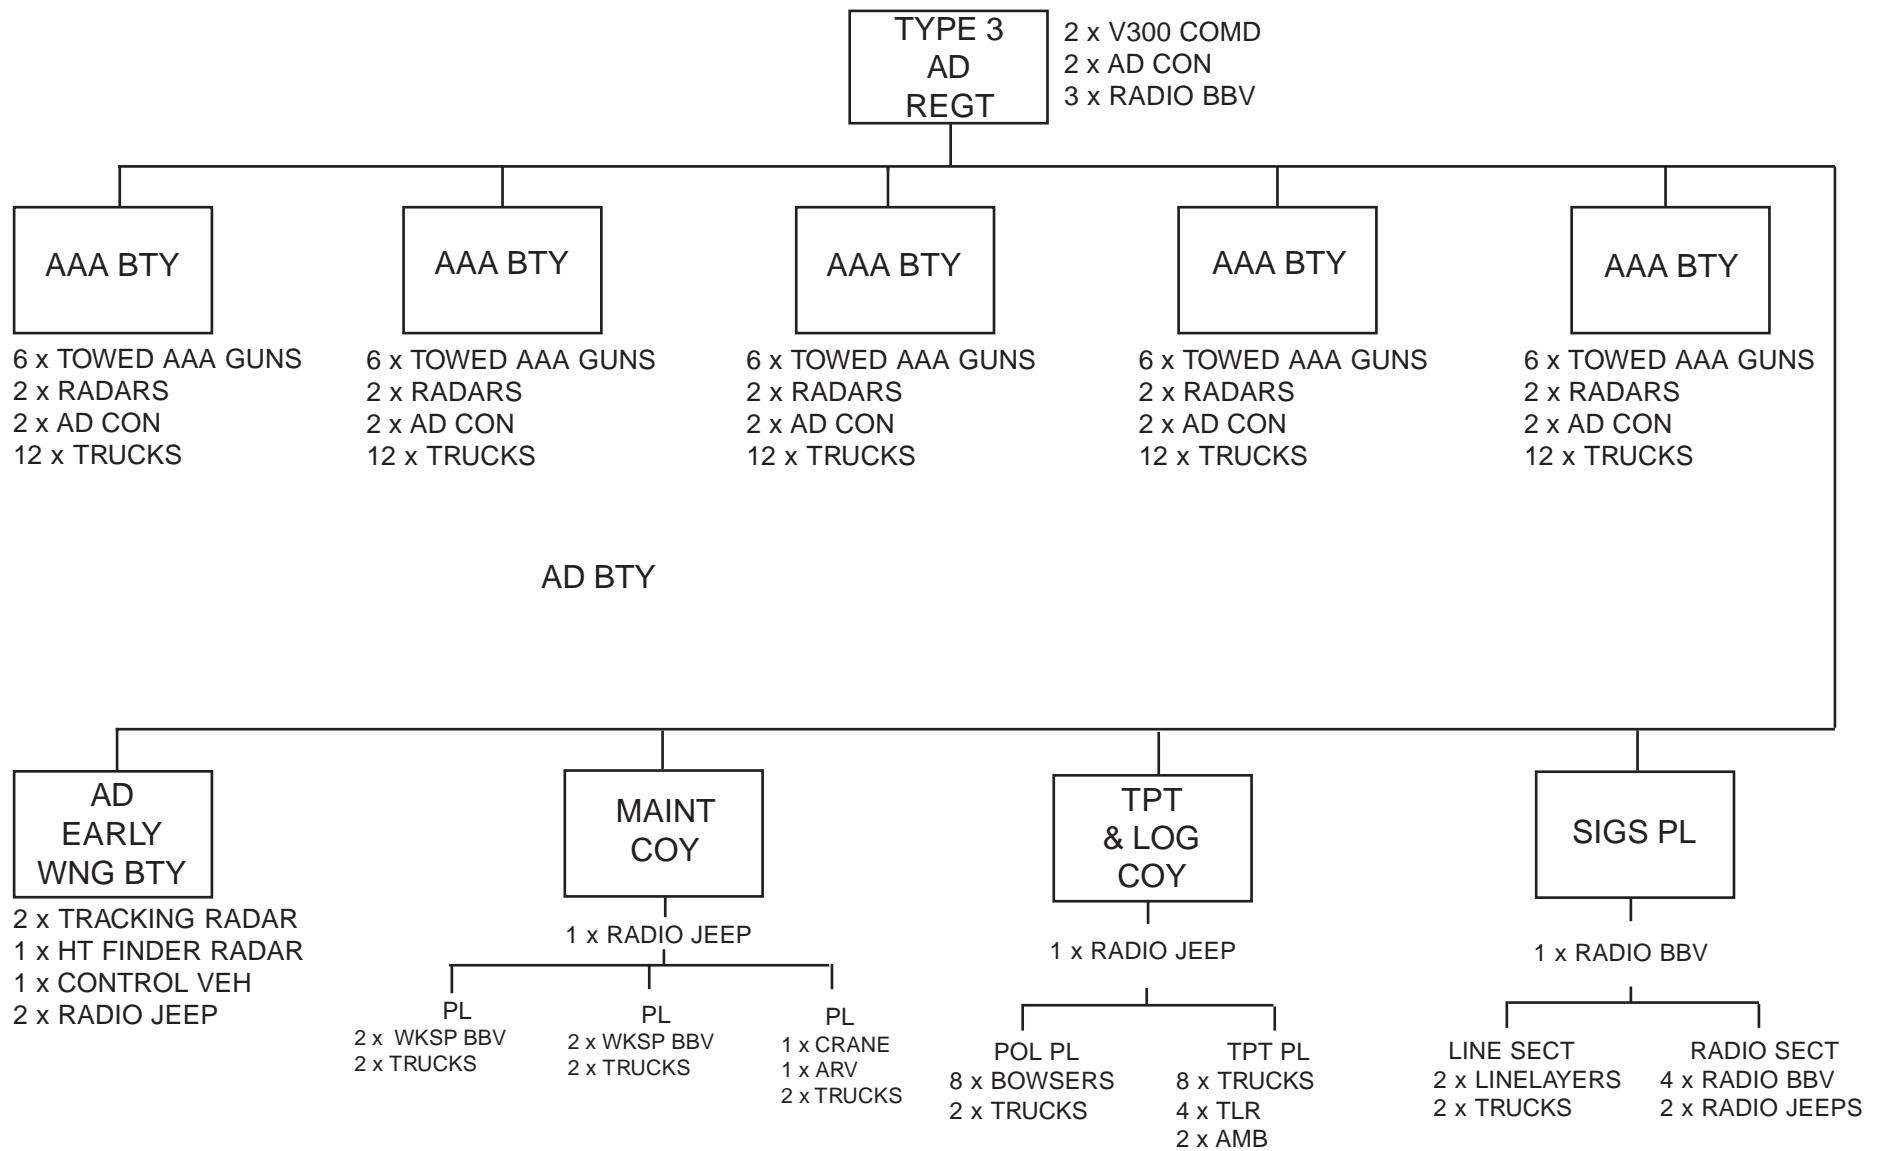 TYPE 3
AD
REGT
2 x V300 COMD
2 x AD CON
3 x RADIO BBV
AAA BTY
6 x TOWED AAA GUNS
2 x RADARS
2 x AD CON
12 x TRUCKS
AAA BTY
6 x TOWED AAA GUNS
2 x RADARS
2 x AD CON
12 x TRUCKS
AAA BTY
6 x TOWED AAA GUNS
2 x RADARS
2 x AD CON
12 x TRUCKS
AAA BTY
6 x TOWED AAA GUNS
2 x RADARS
2 x AD CON
12 x TRUCKS
AAA BTY
6 x TOWED AAA GUNS
2 x RADARS
2 x AD CON
12 x TRUCKS
AD BTY
AD
EARLY
WNG BTY
2 x TRACKING RADAR
1 x HT FINDER RADAR
1 x CONTROL VEH
2 x RADIO JEEP
MAINT
COY
1 x RADIO JEEP
PL
2 x WKSP BBV
2 x TRUCKS
PL
2 x WKSP BBV
2 x TRUCKS
PL
1 x CRANE
1 x ARV
2 x TRUCKS
TPT
& LOG
COY
1 x RADIO JEEP
POL PL
8 x BOWSERS
2 x TRUCKS
TPT PL
8 x TRUCKS
4 x TLR
2 x AMB
SIGS PL
1 x RADIO BBV
LINE SECT
2 x LINELAYERS
2 x TRUCKS
RADIO SECT
4 x RADIO BBV
2 x RADIO JEEPS